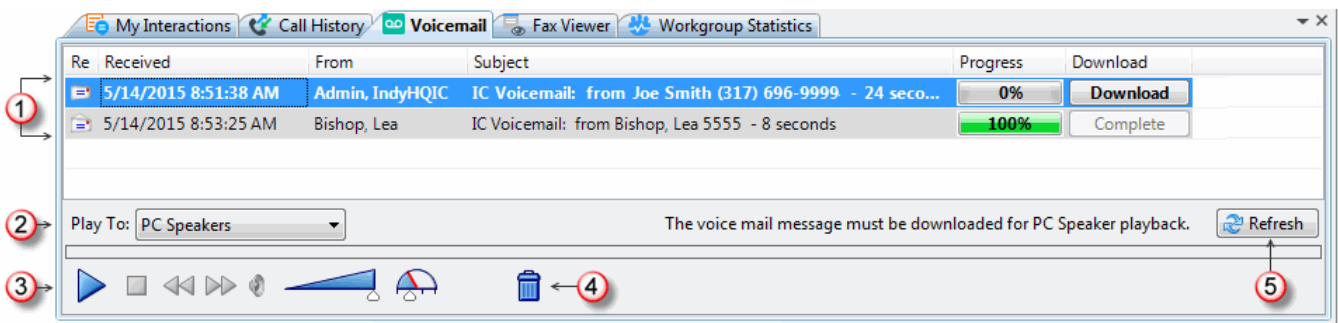 My Interactions Call History Voicemail Fax Viewer Workgroup Statistics
Re Received From Subject Progress Download
1
5/14/2015 8:51:38 AM Admin, IndyHQIC IC Voicemail: from Joe Smith (317) 696-9999 - 24 seco... 0% Download
5/14/2015 8:53:25 AM Bishop, Lea IC Voicemail: from Bishop, Lea 5555 - 8 seconds 100% Complete
2 Play To: PC Speakers The voice mail message must be downloaded for PC Speaker playback. Refresh
3 4 5